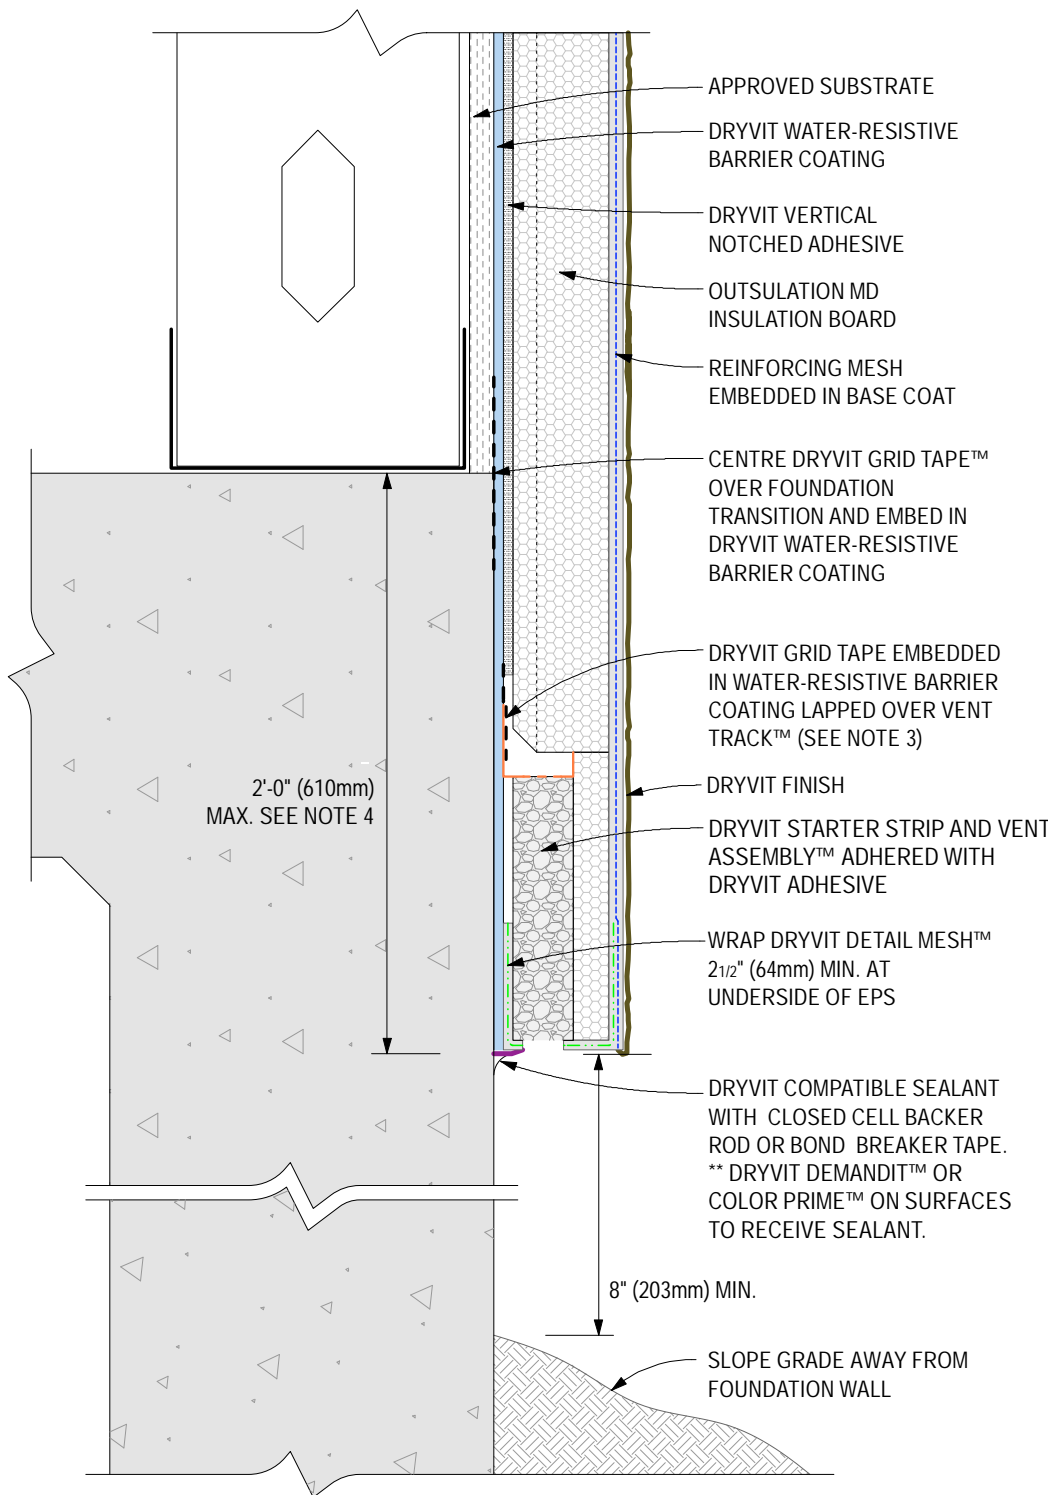 APPROVED SUBSTRATE
DRYVIT WATER-RESISTIVE
BARRIER COATING
DRYVIT VERTICAL
NOTCHED ADHESIVE
OUTSULATION MD
INSULATION BOARD
REINFORCING MESH
EMBEDDED IN BASE COAT
CENTRE DRYVIT GRID TAPE™
OVER FOUNDATION
TRANSITION AND EMBED IN
DRYVIT WATER-RESISTIVE
BARRIER COATING
DRYVIT GRID TAPE EMBEDDED
IN WATER-RESISTIVE BARRIER
COATING LAPPED OVER VENT
TRACK™ (SEE NOTE 3)
2'-0" (610mm)
MAX. SEE NOTE 4
DRYVIT FINISH
DRYVIT STARTER STRIP AND VENT
ASSEMBLY™ ADHERED WITH
DRYVIT ADHESIVE
WRAP DRYVIT DETAIL MESH™
2 1/2" (64mm) MIN. AT
UNDERSIDE OF EPS
DRYVIT COMPATIBLE SEALANT
WITH CLOSED CELL BACKER
ROD OR BOND BREAKER TAPE.
** DRYVIT DEMANDIT™ OR
COLOR PRIME™ ON SURFACES
TO RECEIVE SEALANT.
8" (203mm) MIN.
SLOPE GRADE AWAY FROM
FOUNDATION WALL